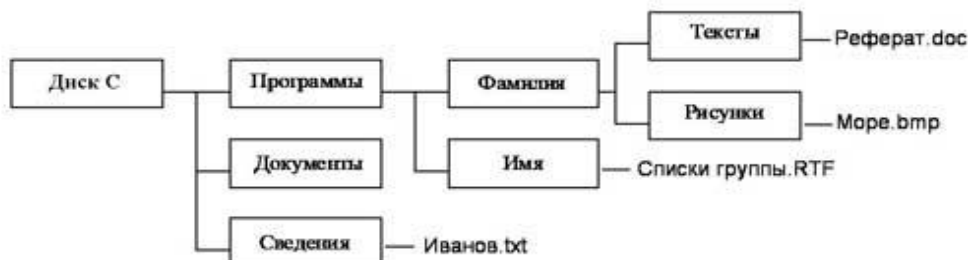 Тексты
Реферат.doc
Диск С
Программы
Фамилия
Рисунки
Море.bmp
Документы
Имя
Списки группы.RTF
Сведения
Иванов.txt